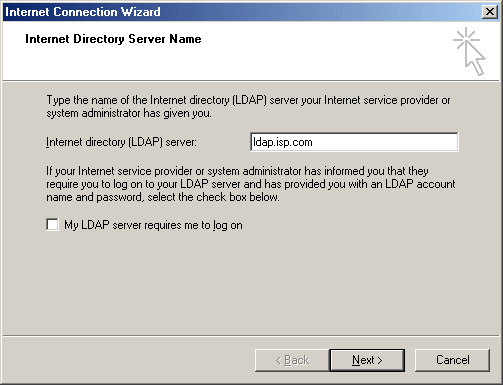 Internet Connection Wizard
Internet Directory Server Name
Type the name of the Internet directory (LDAP) server your Internet service provider or
system administrator has given you.
Internet directory (LDAP) server: ldap.isp.com
If your Internet service provider or system administrator has informed you that they
require you to log on to your LDAP server and has provided you with an LDAP account
name and password, select the check box below.
My LDAP server requires me to log on
< Back Next > Cancel